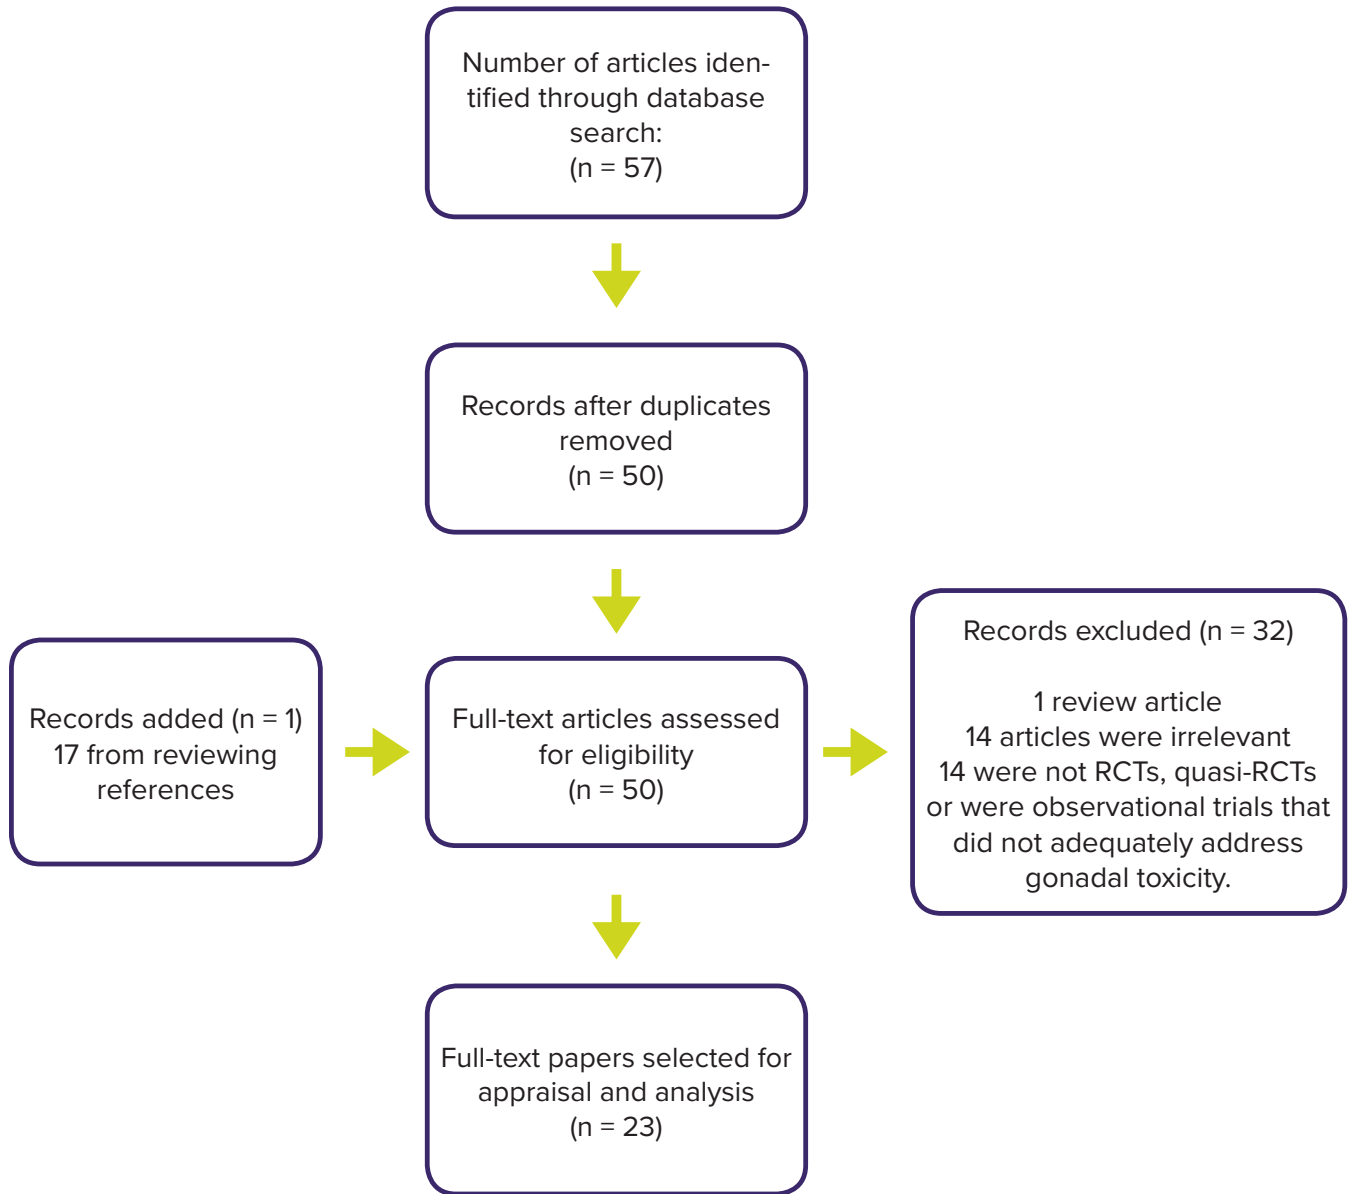 Number of articles iden-
tified through database
search:
(n = 57)
Records after duplicates
removed
(n = 50)
Records added (n = 1)
17 from reviewing
references
Full-text articles assessed
for eligibility
(n = 50)
Records excluded (n = 32)
1 review article
14 articles were irrelevant
14 were not RCTs, quasi-RCTs
or were observational trials that
did not adequately address
gonadal toxicity.
Full-text papers selected for
appraisal and analysis
(n = 23)